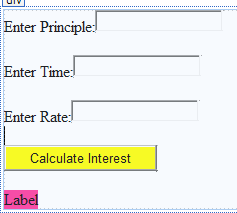 div
Enter Principle:
Enter Time:
Enter Rate:
Calculate Interest
Label